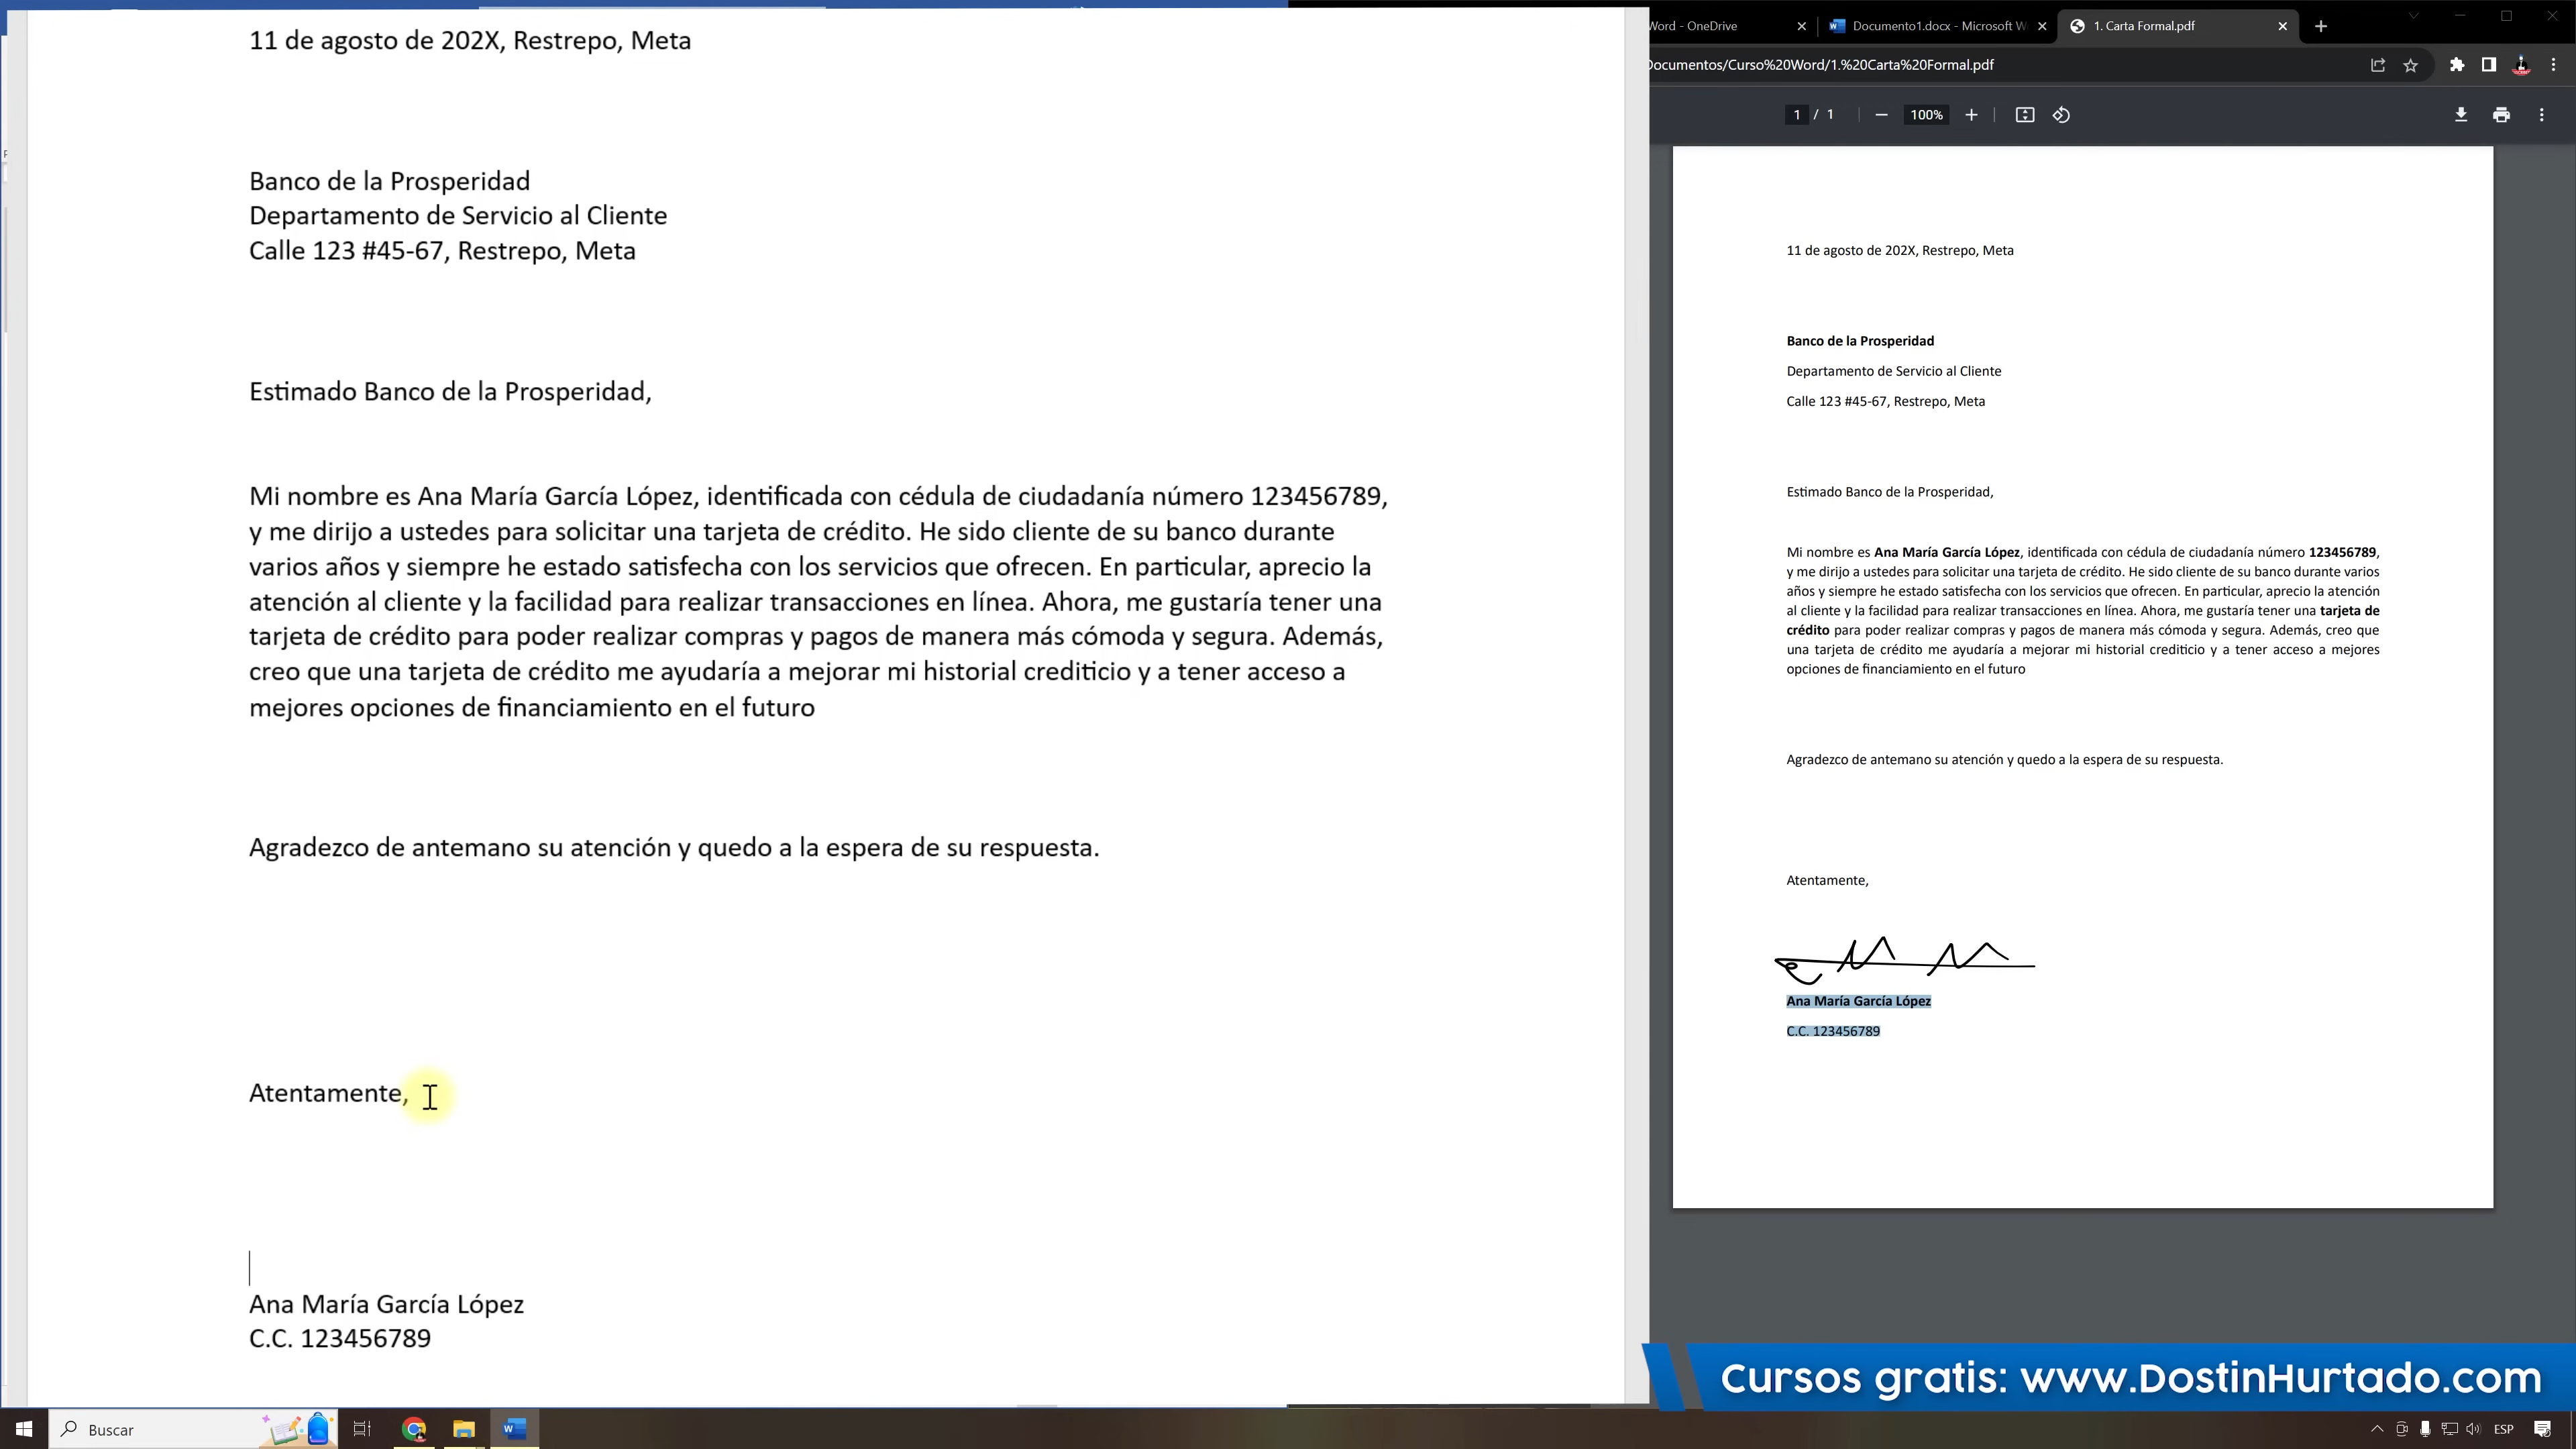 11 de agosto de 202X, Restrepo, Meta
Banco de la Prosperidad
Departamento de Servicio al Cliente
Calle 123 #45-67, Restrepo, Meta
Estimado Banco de la Prosperidad,
Mi nombre es Ana María García López, identificada con cédula de ciudadanía número 123456789,
y me dirijo a ustedes para solicitar una tarjeta de crédito. He sido cliente de su banco durante
varios años y siempre he estado satisfecha con los servicios que ofrecen. En particular, aprecio la
atención al cliente y la facilidad para realizar transacciones en línea. Ahora, me gustaría tener una
tarjeta de crédito para poder realizar compras y pagos de manera más cómoda y segura. Además,
creo que una tarjeta de crédito me ayudaría a mejorar mi historial crediticio y a tener acceso a
mejores opciones de financiamiento en el futuro
Agradezco de antemano su atención y quedo a la espera de su respuesta.
Atentamente,
Ana María García López
C.C. 123456789
Word - OneDrive
Documento1.docx - Microsoft W
1. Carta Formal.pdf
Documentos/Curso%20Word/1.%20Carta%20Formal.pdf
1 / 1
100%
11 de agosto de 202X, Restrepo, Meta
Banco de la Prosperidad
Departamento de Servicio al Cliente
Calle 123 #45-67, Restrepo, Meta
Estimado Banco de la Prosperidad,
Mi nombre es Ana María García López, identificada con cédula de ciudadanía número 123456789,
y me dirijo a ustedes para solicitar una tarjeta de crédito. He sido cliente de su banco durante varios
años y siempre he estado satisfecha con los servicios que ofrecen. En particular, aprecio la atención
al cliente y la facilidad para realizar transacciones en línea. Ahora, me gustaría tener una tarjeta de
crédito para poder realizar compras y pagos de manera más cómoda y segura. Además, creo que
una tarjeta de crédito me ayudaría a mejorar mi historial crediticio y a tener acceso a mejores
opciones de financiamiento en el futuro
Agradezco de antemano su atención y quedo a la espera de su respuesta.
Atentamente,
Ana María García López
C.C. 123456789
Cursos gratis: www.DostinHurtado.com
Buscar
ESP